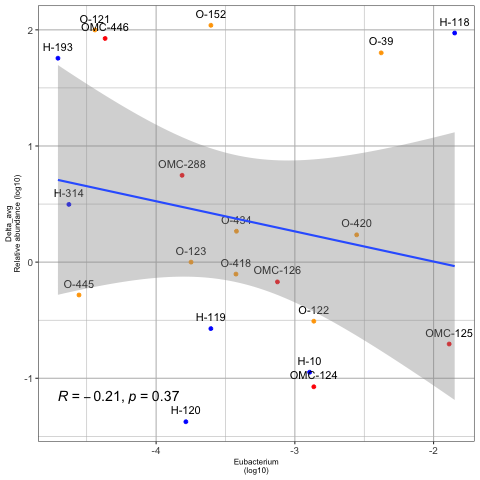 O-152
O-121
OMC-446
H-118
O-39
H-193
OMC-288
H-314
O-434
O-420
O-123
O-418
OMC-126
O-445
O-122
H-119
OMC-125
H-10
OMC-124
R = −0.21, p = 0.37
H-120
2
1
0
-1
-4
-3
-2
Delta_avg
Relative abundance (log10)
Eubacterium
(log10)